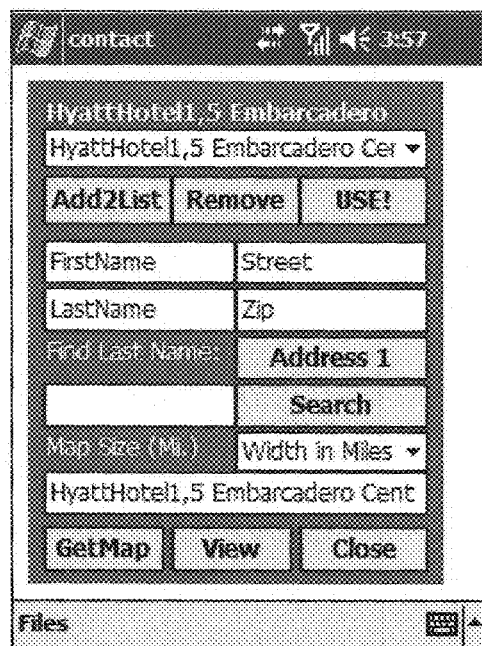 contact 3:57
HyattHotel1,5 Embarcadero
HyattHotel1,5 Embarcadero Cer
Add2List Remove USE!
FirstName Street
LastName Zip
Find Last Name: Address 1
Search
Map Size (Mi.) Width in Miles
HyattHotel1,5 Embarcadero Cent
GetMap View Close
Files